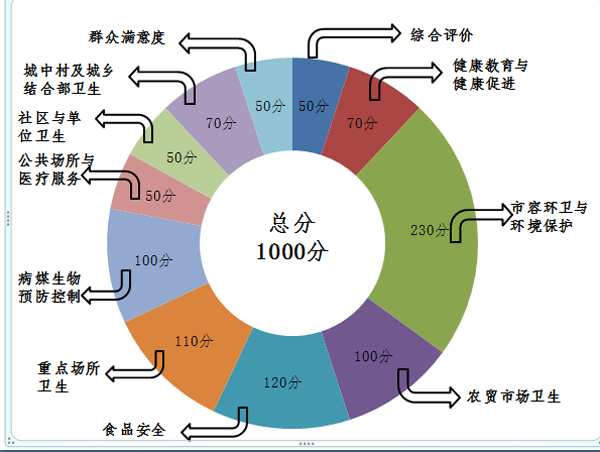 综合评价
健康教育与
健康促进
市容环卫与
环境保护
农贸市场卫生
食品安全
重点场所
卫生
病媒生物
预防控制
公共场所与
医疗服务
社区与单
位卫生
城中村及城乡
结合部卫生
群众满意度
50分
70分
230分
100分
120分
110分
100分
50分
50分
70分
50分
总分
1000分